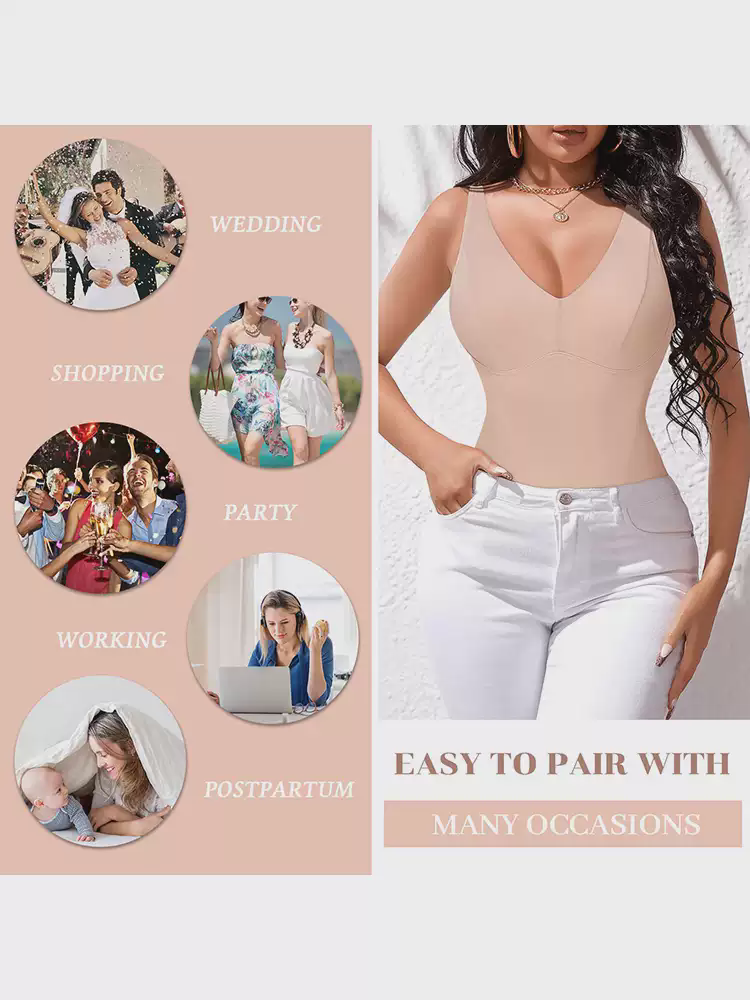 WEDDING
SHOPPING
PARTY
WORKING
POSTPARTUM
EASY TO PAIR WITH
MANY OCCASIONS